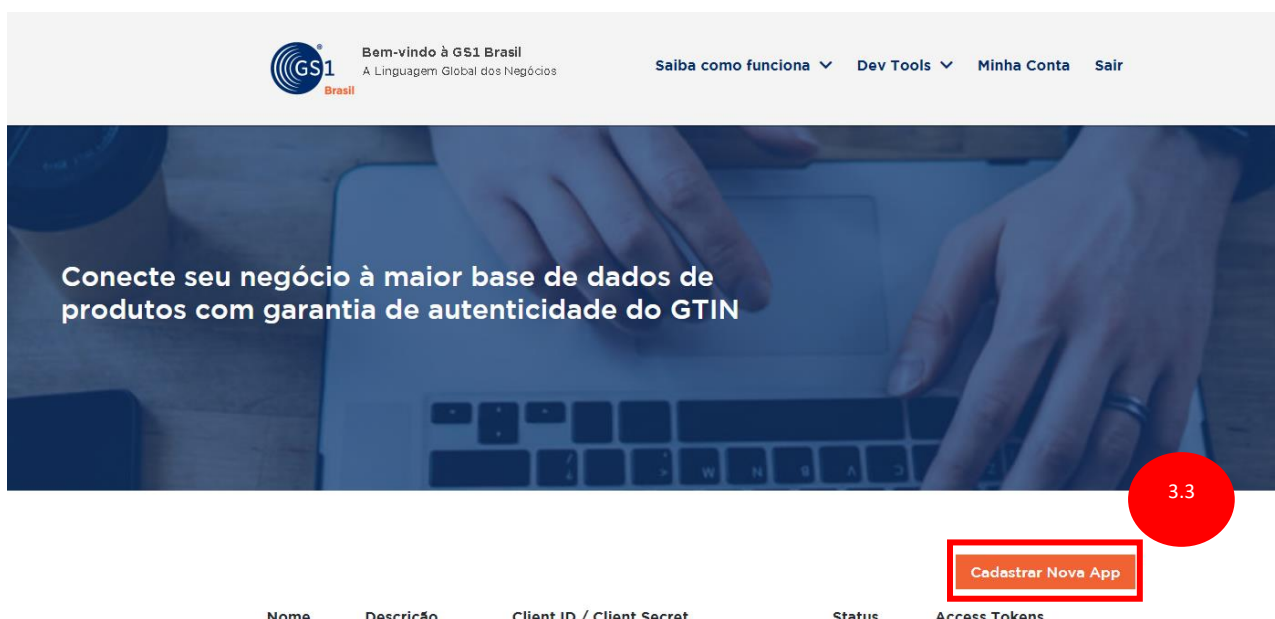 GS1
Brasil
Bem-vindo à GS1 Brasil
A Linguagem Global dos Negócios
Saiba como funciona Dev Tools Minha Conta Sair
Conecte seu negócio à maior base de dados de
produtos com garantia de autenticidade do GTIN
3.3
Cadastrar Nova App
Nome Descrição Client ID / Client Secret Status Access Tokens